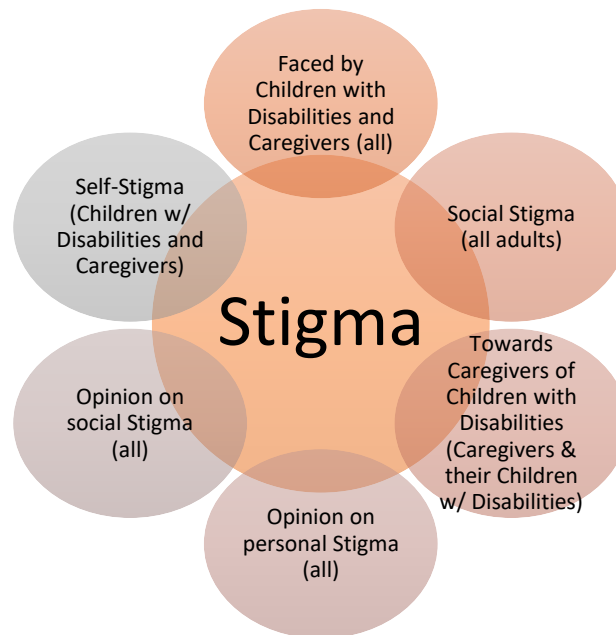 Faced by
Children with
Disabilities and
Caregivers (all)
Social Stigma
(all adults)
Towards
Caregivers of
Children with
Disabilities
(Caregivers &
their Children
w/ Disabilities)
Opinion on
personal Stigma
(all)
Opinion on
social Stigma
(all)
Self-Stigma
(Children w/
Disabilities and
Caregivers)
Stigma